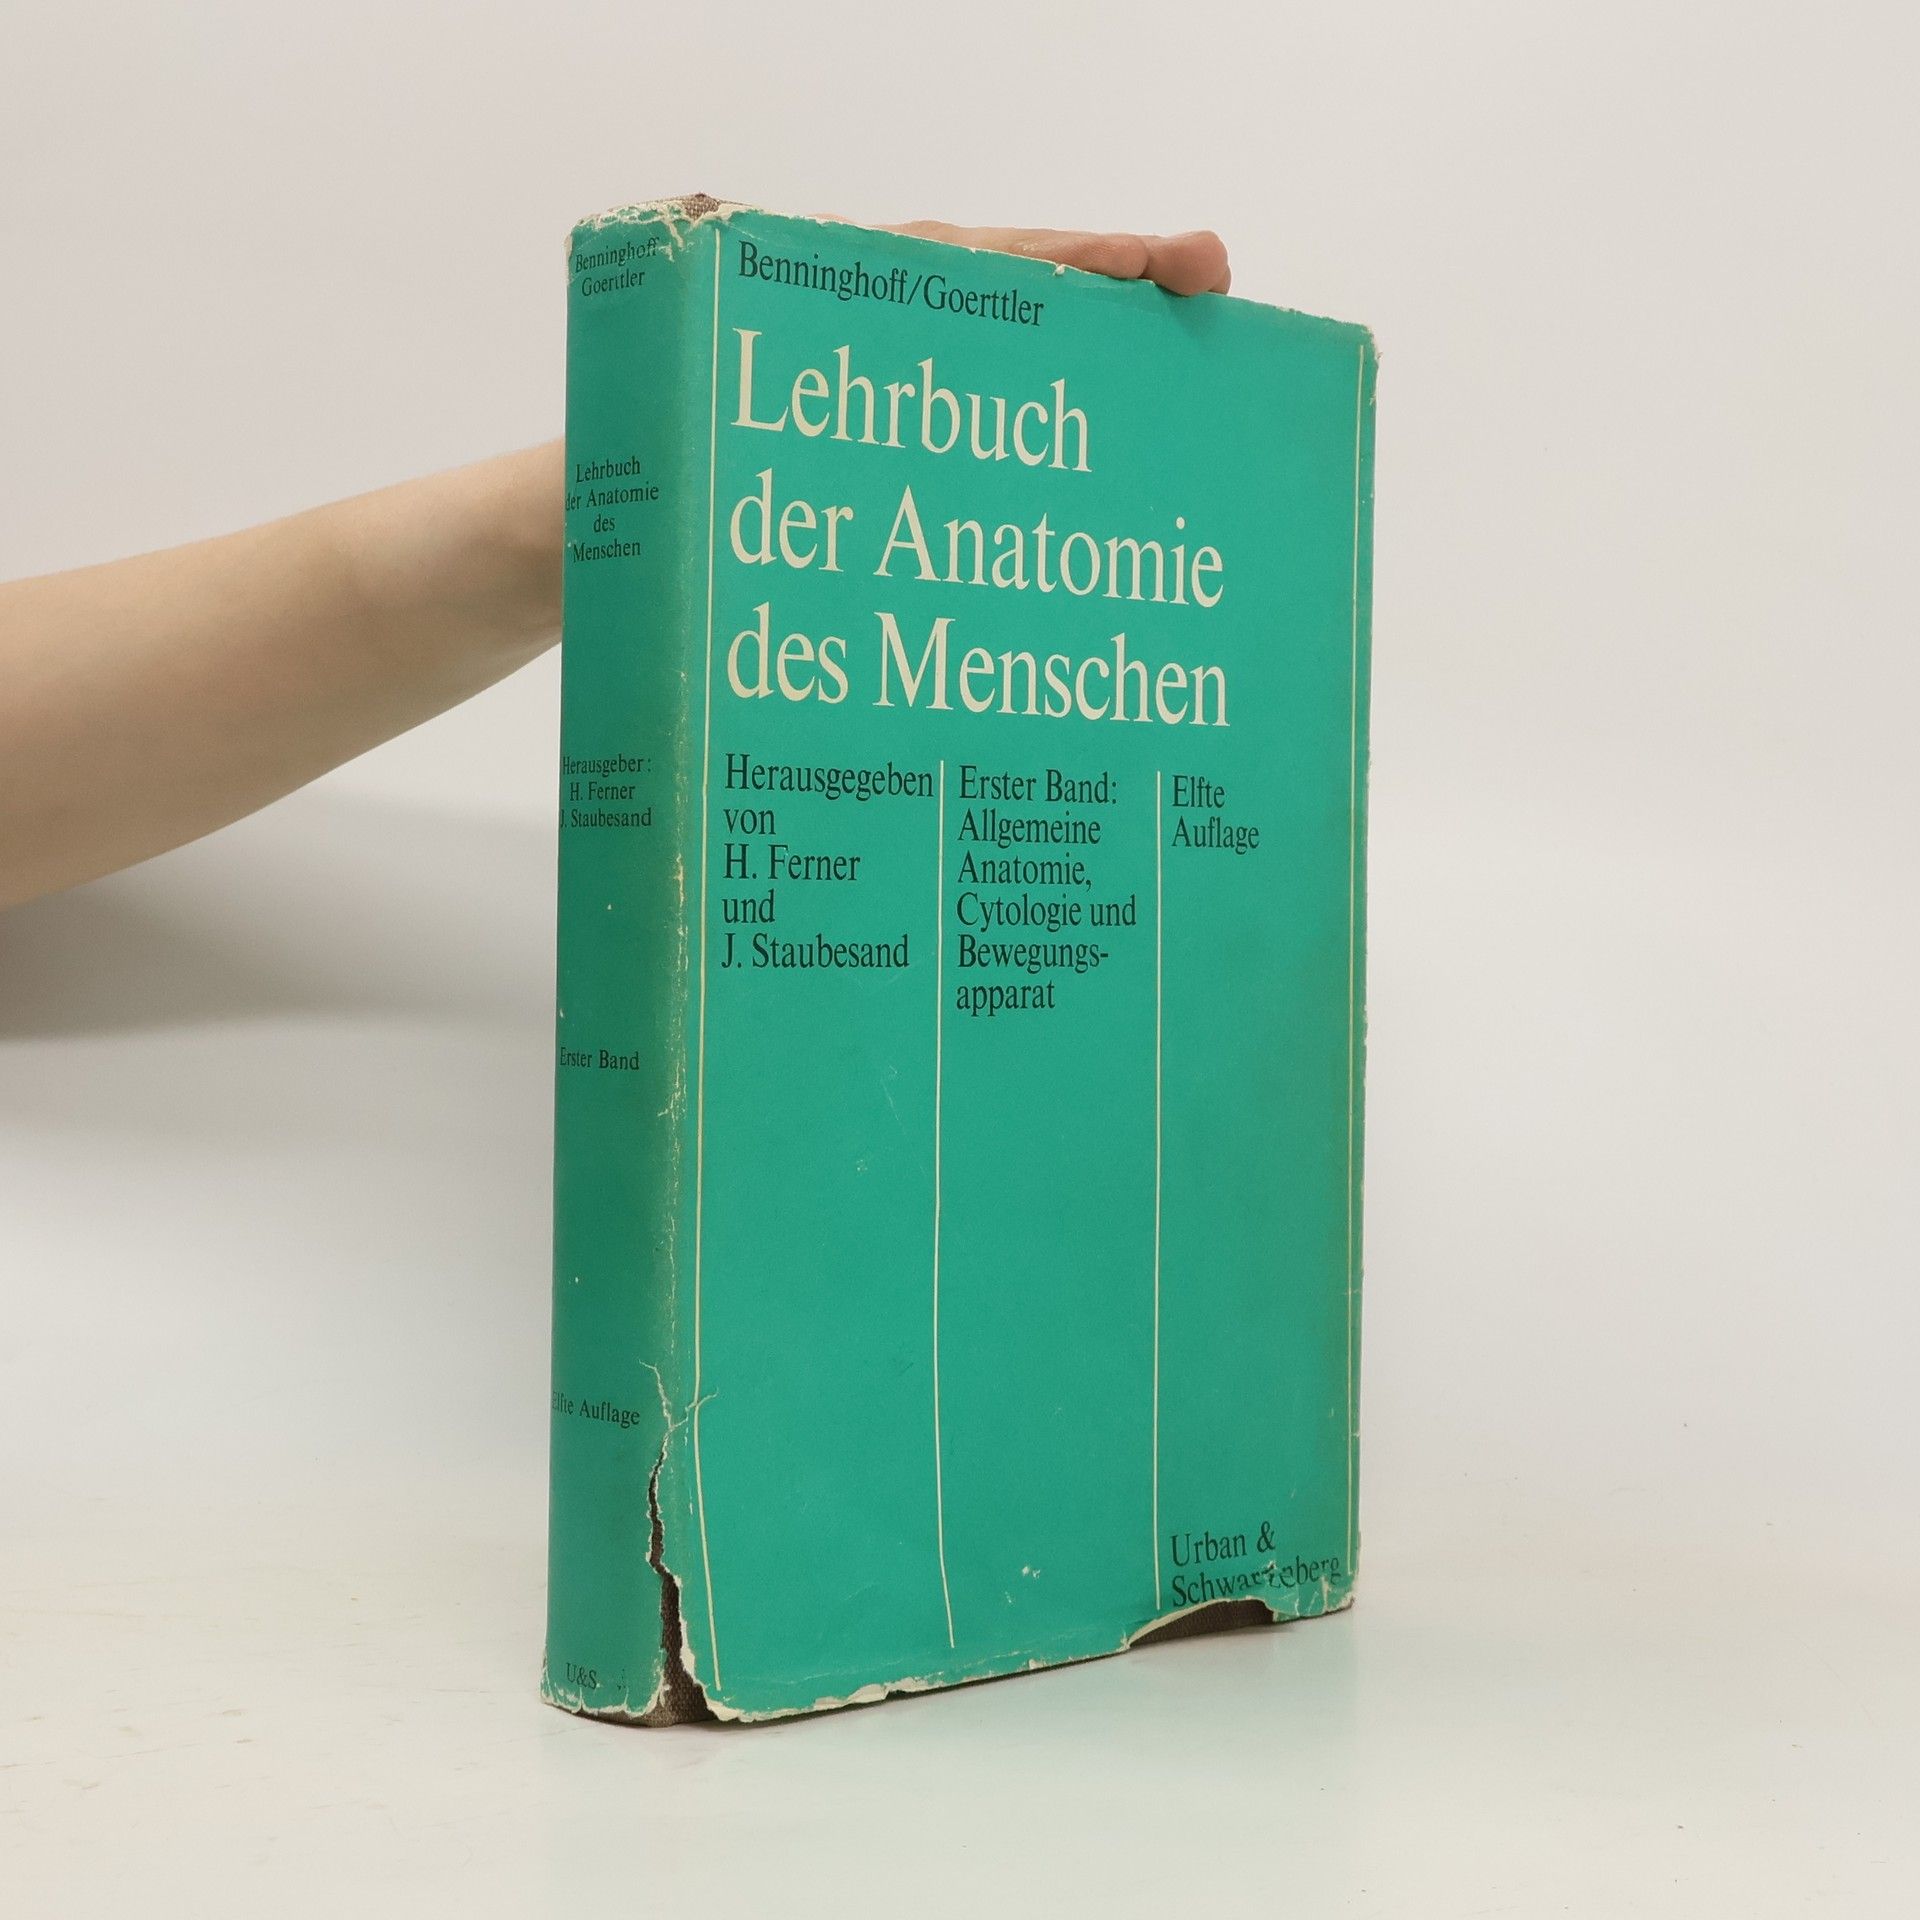 Benninghoff
Goerttler
Lehrbuch
der Anatomie
des
Menschen
Herausgeber:
H. Ferner
J. Staubesand
Erster Band
Elfte Auflage
U&S
Benninghoff/Goerttler
Lehrbuch
der Anatomie
des Menschen
Herausgegeben
von
H. Ferner
und
J. Staubesand
Erster Band:
Allgemeine
Anatomie,
Cytologie und
Bewegungs-
apparat
Elfte
Auflage
Urban &
Schwarzenberg